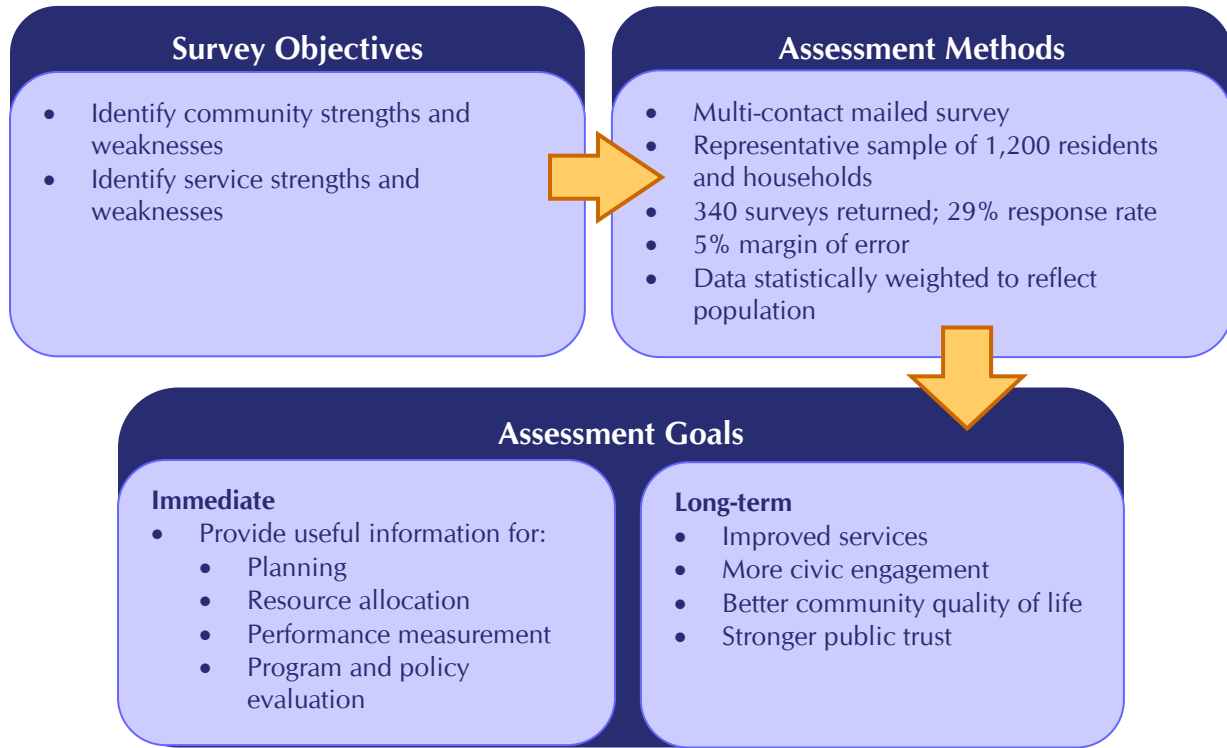 Survey Objectives
• Identify community strengths and
weaknesses
• Identify service strengths and
weaknesses
Assessment Methods
• Multi-contact mailed survey
• Representative sample of 1,200 residents
and households
• 340 surveys returned; 29% response rate
• 5% margin of error
• Data statistically weighted to reflect
population
Assessment Goals
Immediate
• Provide useful information for:
• Planning
• Resource allocation
• Performance measurement
• Program and policy
evaluation
Long-term
• Improved services
• More civic engagement
• Better community quality of life
• Stronger public trust